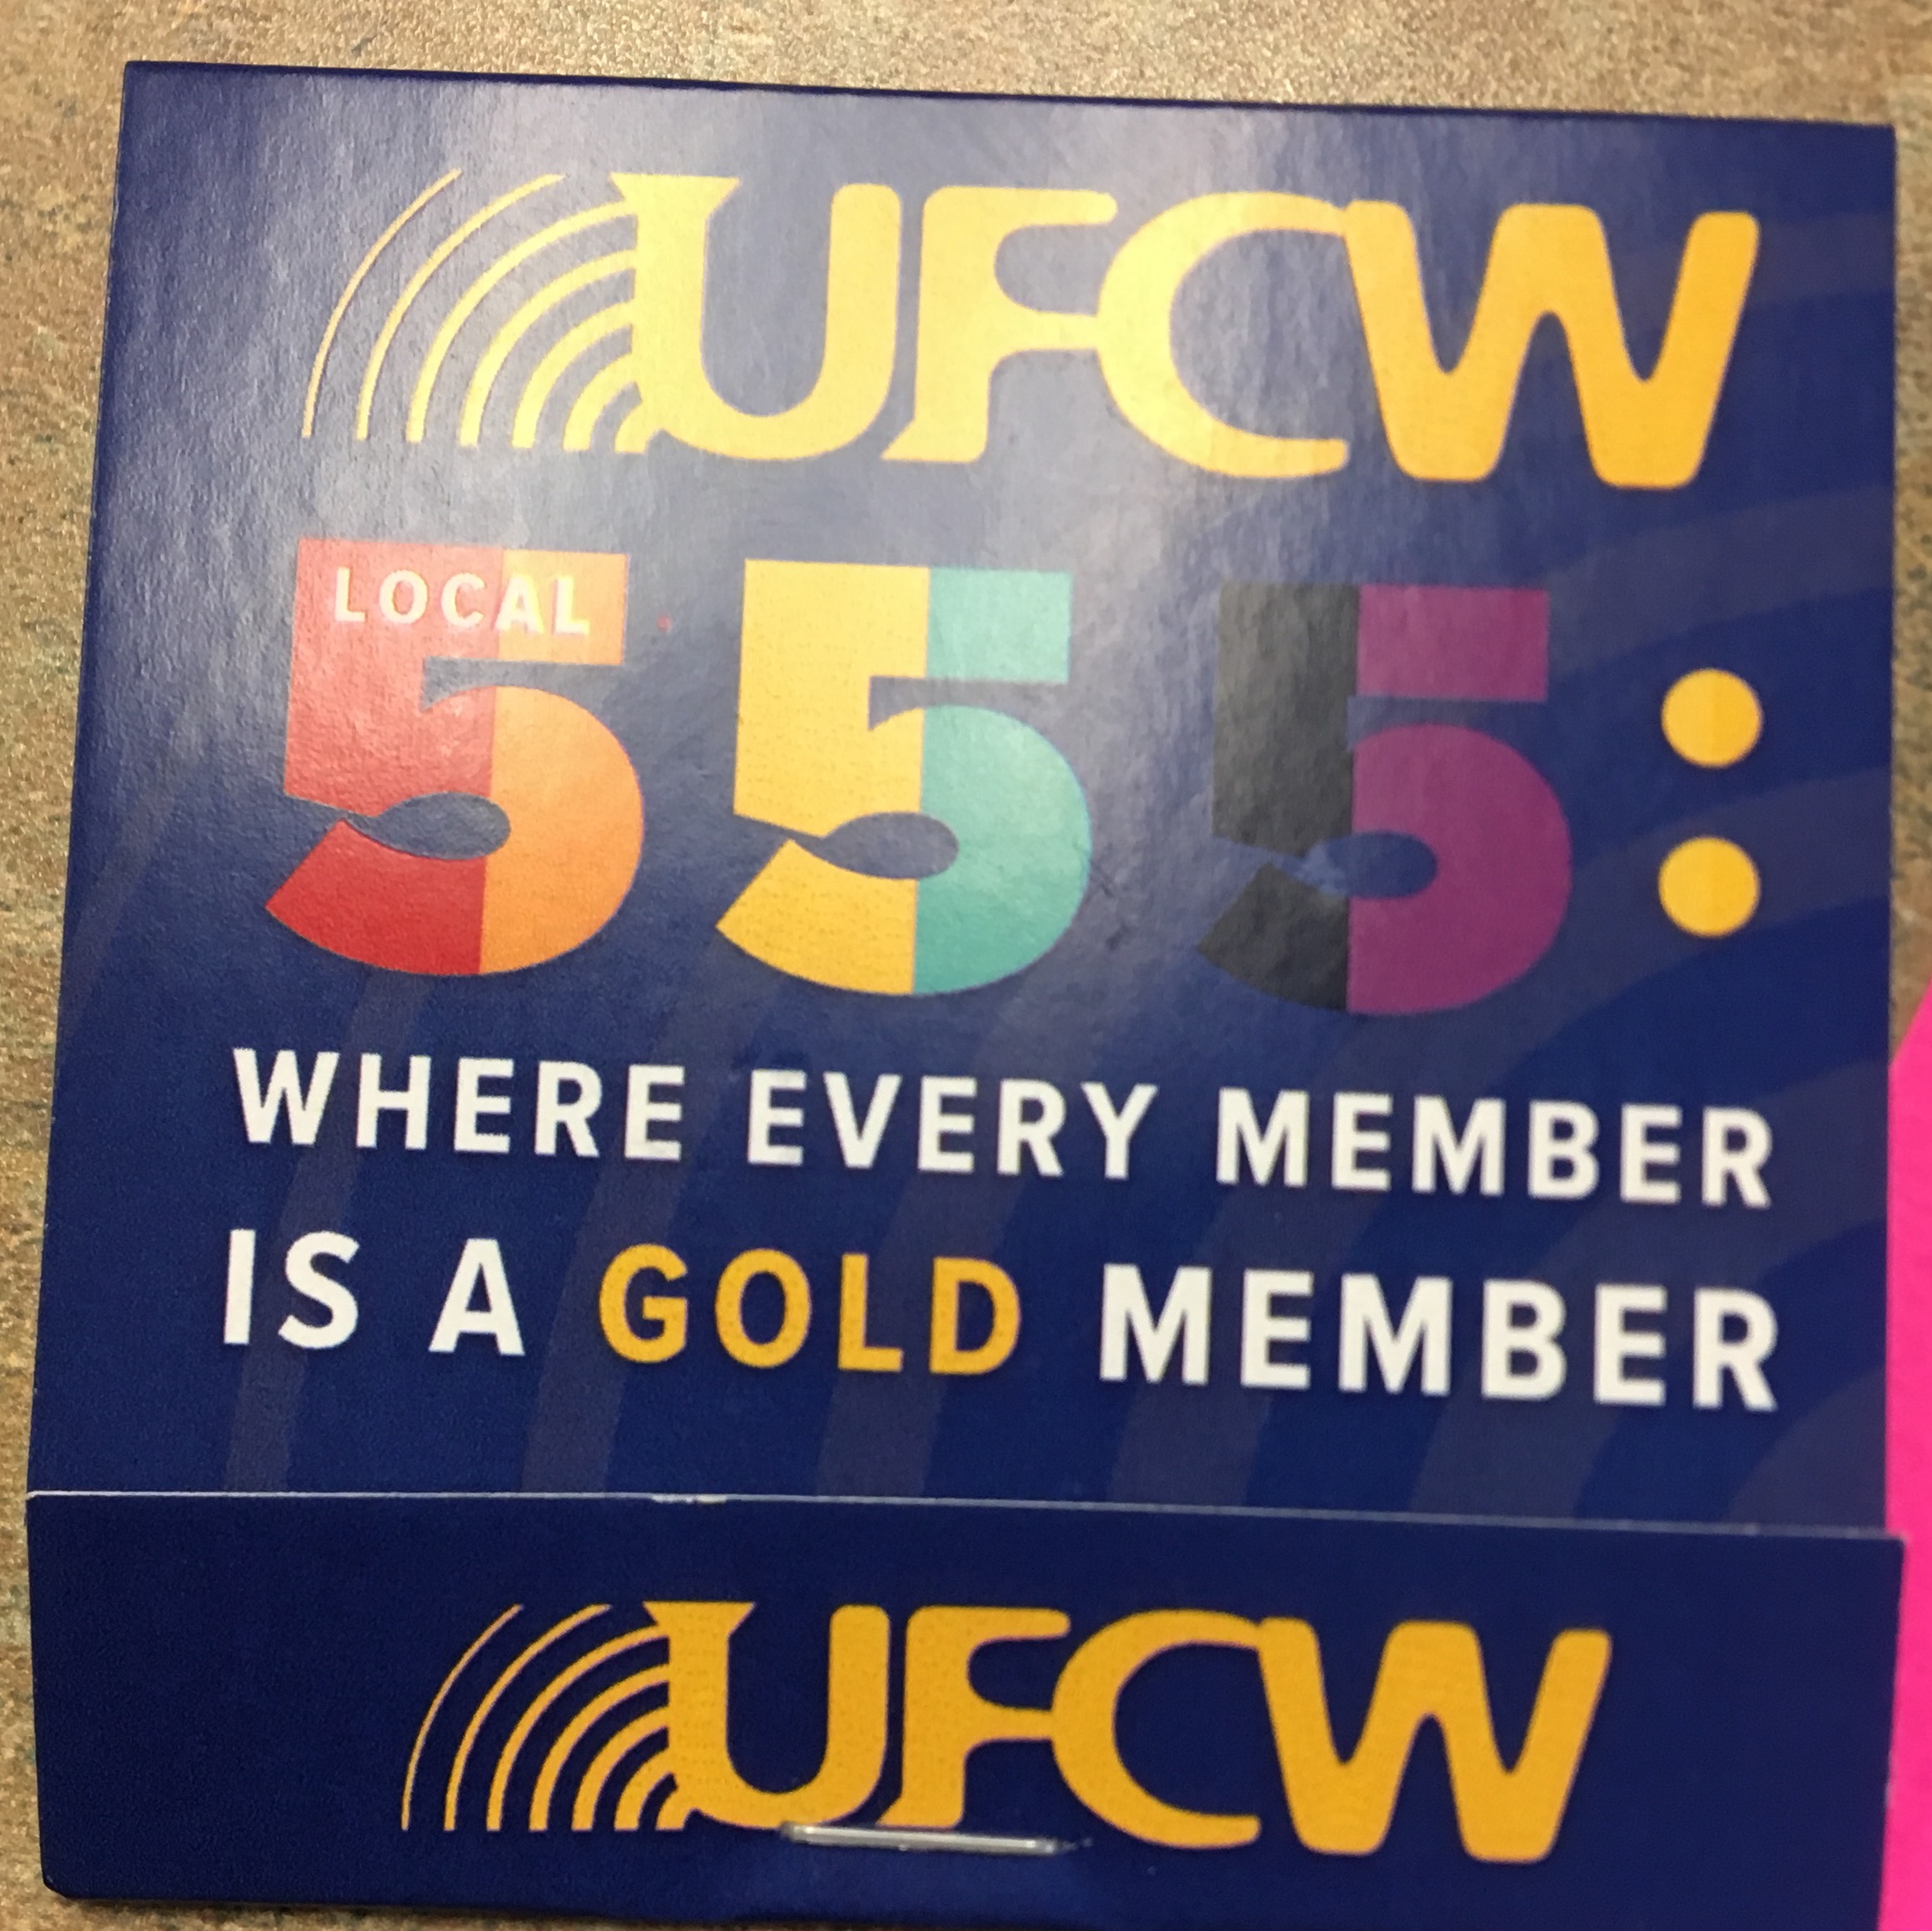 UFCW
LOCAL
555:
WHERE EVERY MEMBER
IS A GOLD MEMBER
UFCW